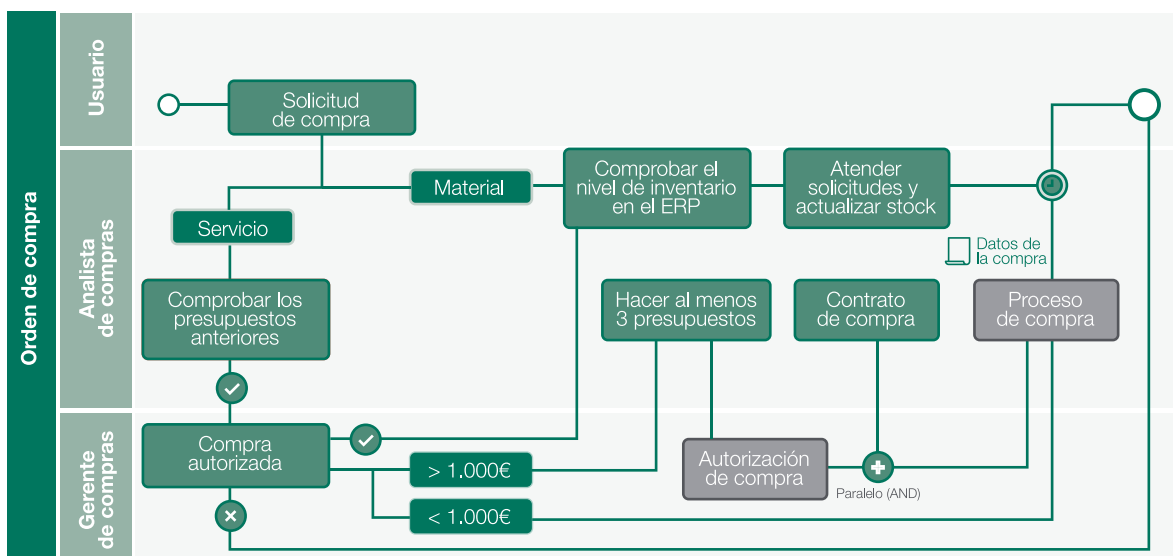 Orden de compra
Usuario
Solicitud
de compra
Analista
de compras
Material
Comprobar el
nivel de inventario
en el ERP
Atender
solicitudes y
actualizar stock
Servicio
Datos de
la compra
Comprobar los
presupuestos
anteriores
Hacer al menos
3 presupuestos
Contrato
de compra
Proceso
de compra
Gerente
de compras
Compra
autorizada
> 1.000€
< 1.000€
Autorización
de compra
Paralelo (AND)